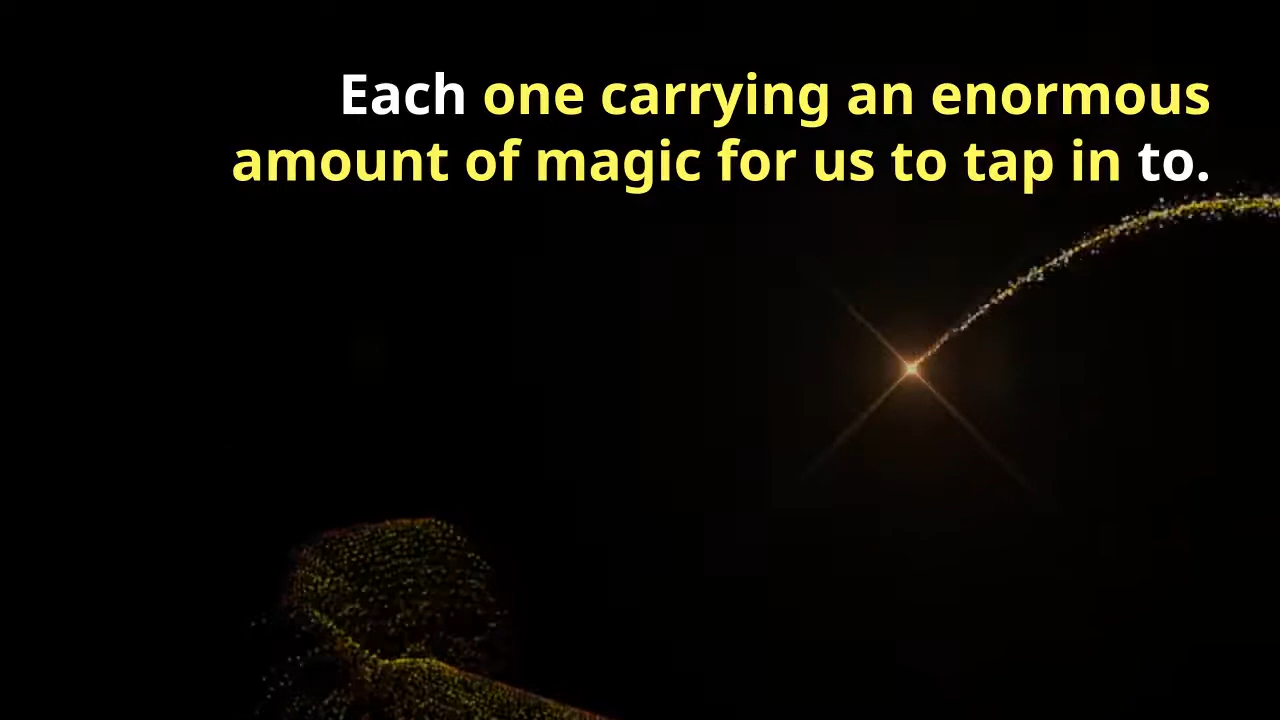 Each one carrying an enormous
amount of magic for us to tap in to.